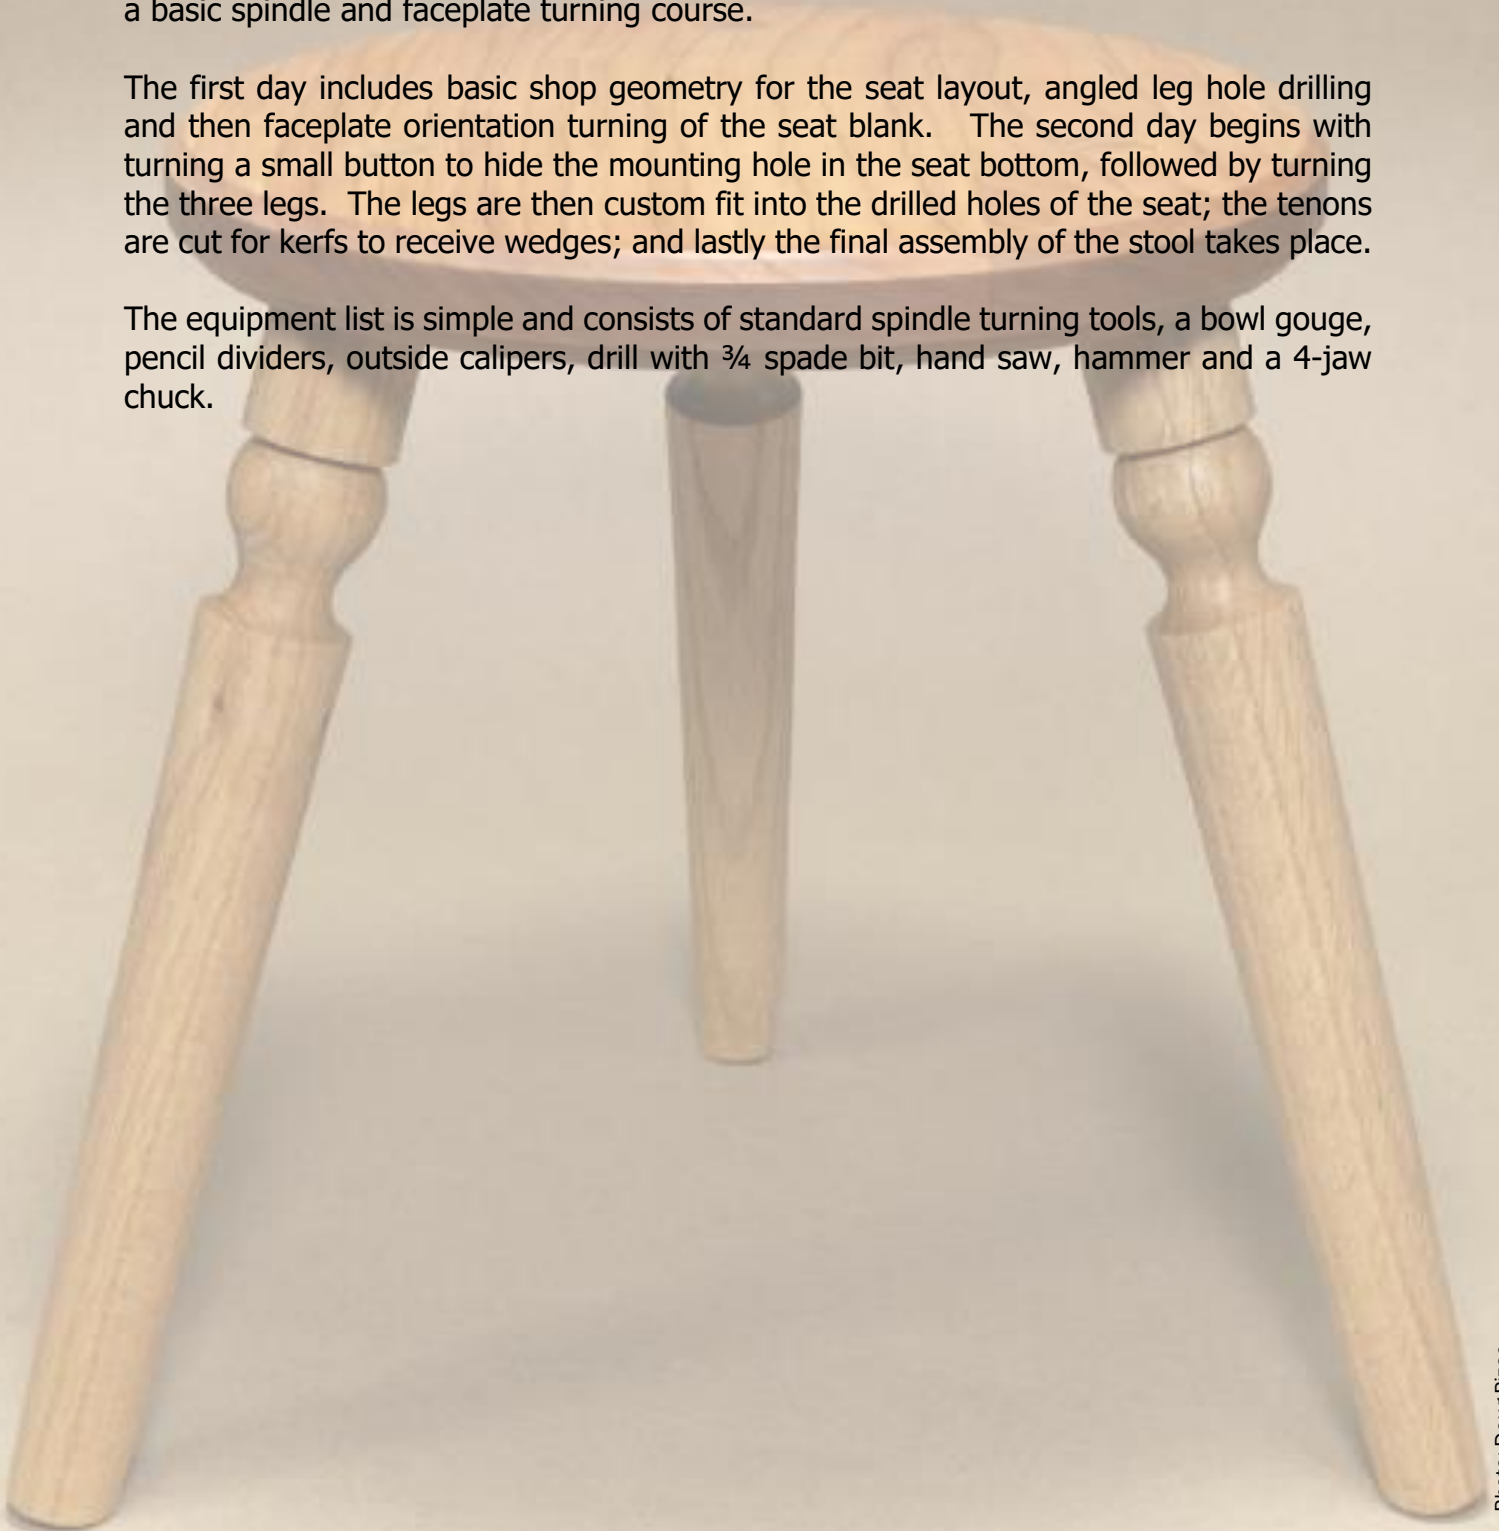 a basic spindle and faceplate turning course.
The first day includes basic shop geometry for the seat layout, angled leg hole drilling
and then faceplate orientation turning of the seat blank. The second day begins with
turning a small button to hide the mounting hole in the seat bottom, followed by turning
the three legs. The legs are then custom fit into the drilled holes of the seat; the tenons
are cut for kerfs to receive wedges; and lastly the final assembly of the stool takes place.
The equipment list is simple and consists of standard spindle turning tools, a bowl gouge,
pencil dividers, outside calipers, drill with ¾ spade bit, hand saw, hammer and a 4-jaw
chuck.